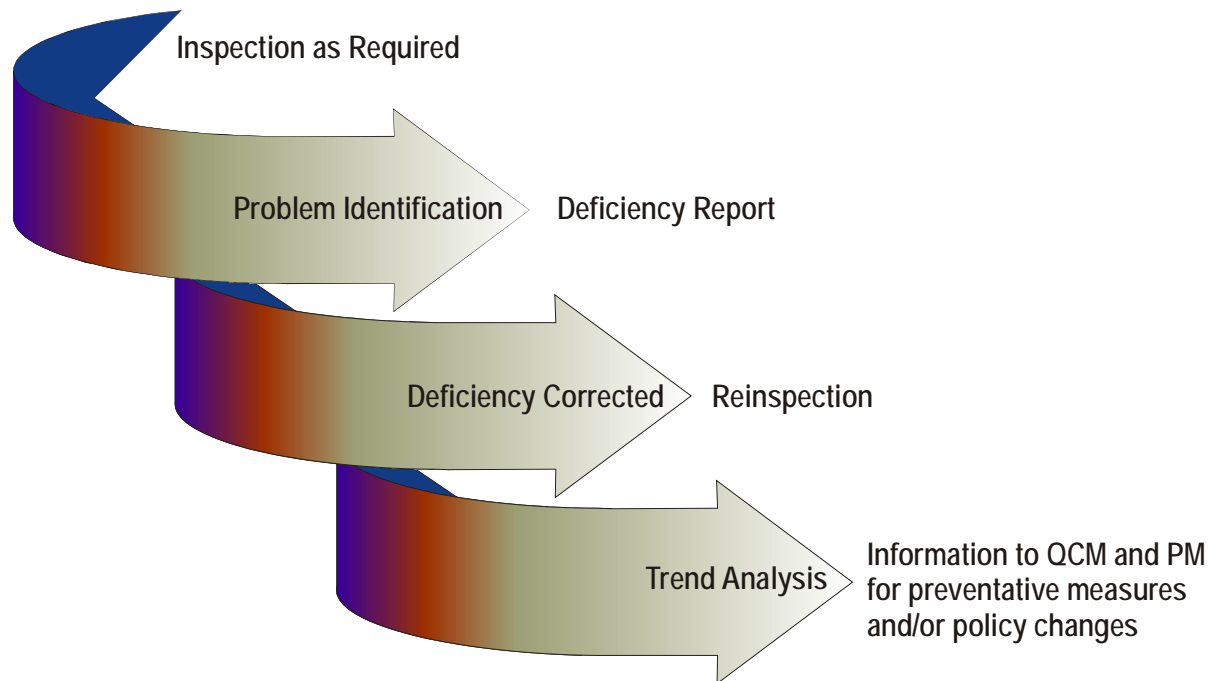 Inspection as Required
Problem Identification
Deficiency Report
Deficiency Corrected
Reinspection
Trend Analysis
Information to QCM and PM
for preventative measures
and/or policy changes